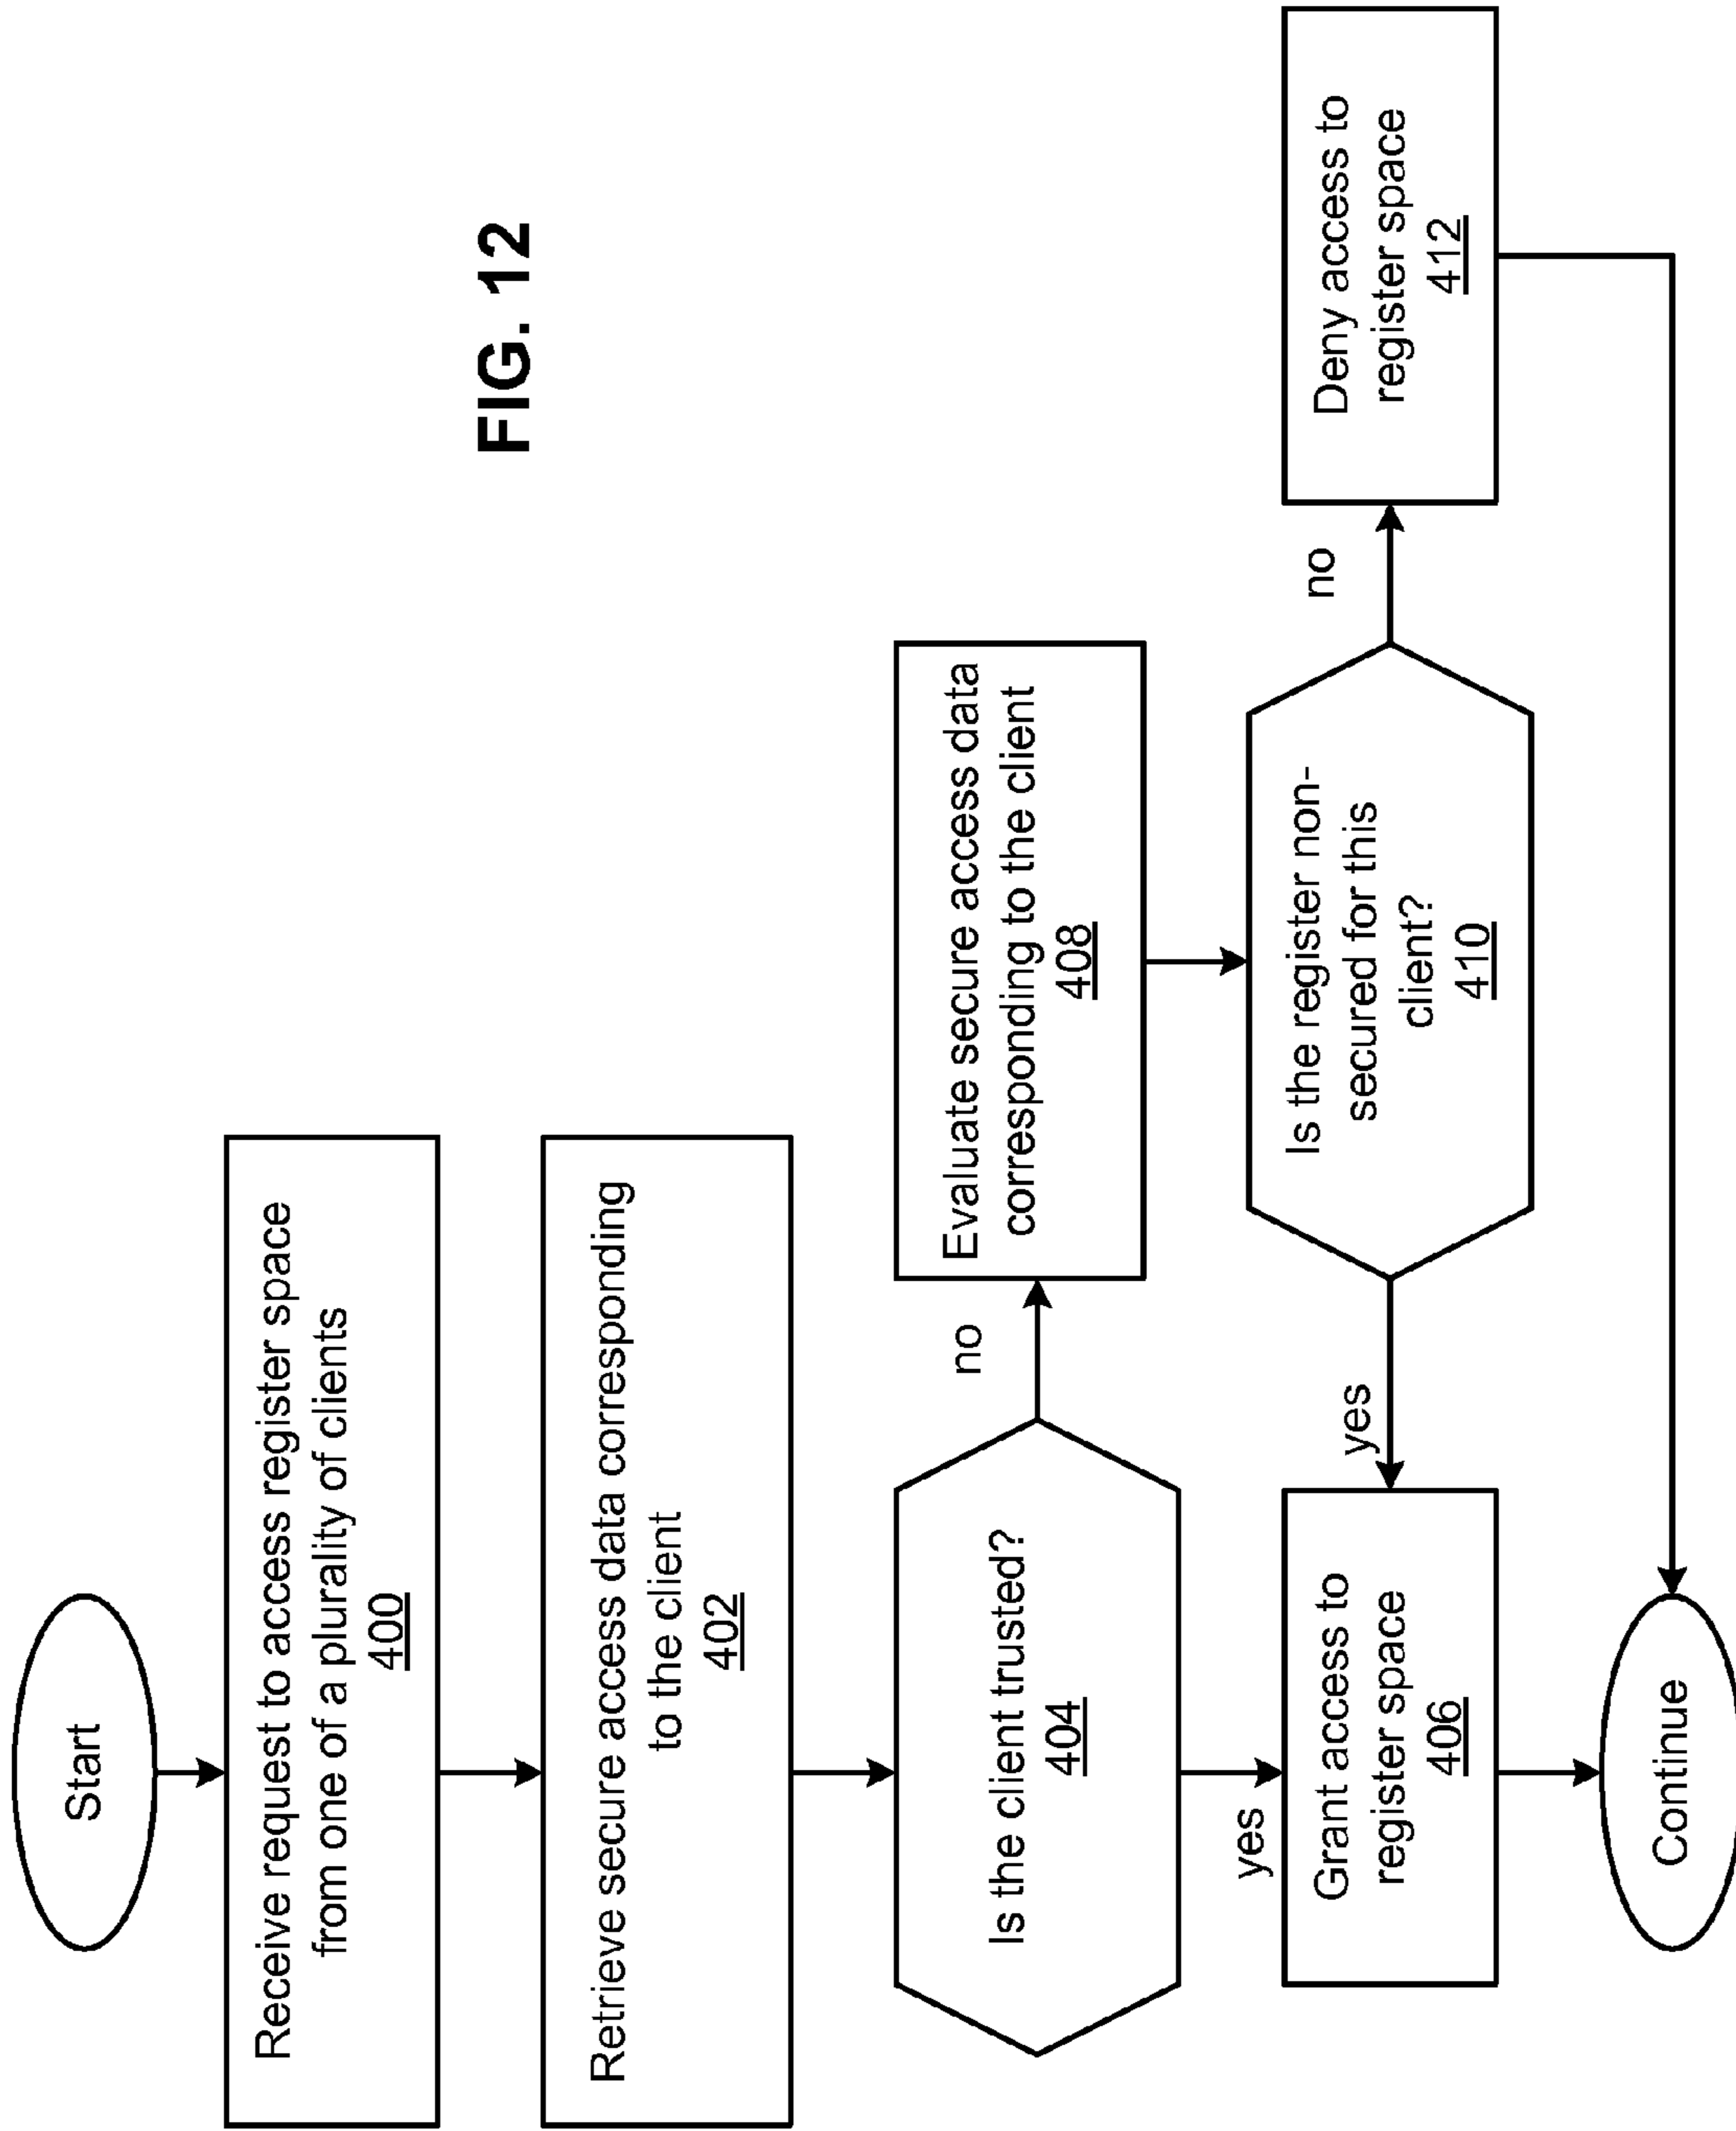 FIG. 12
Start
Receive request to access register space
from one of a plurality of clients
400
Retrieve secure access data corresponding
to the client
402
Is the client trusted?
404
no
yes
Evaluate secure access data
corresponding to the client
408
Is the register non-
secured for this
client?
410
yes
no
Grant access to
register space
406
Deny access to
register space
412
Continue